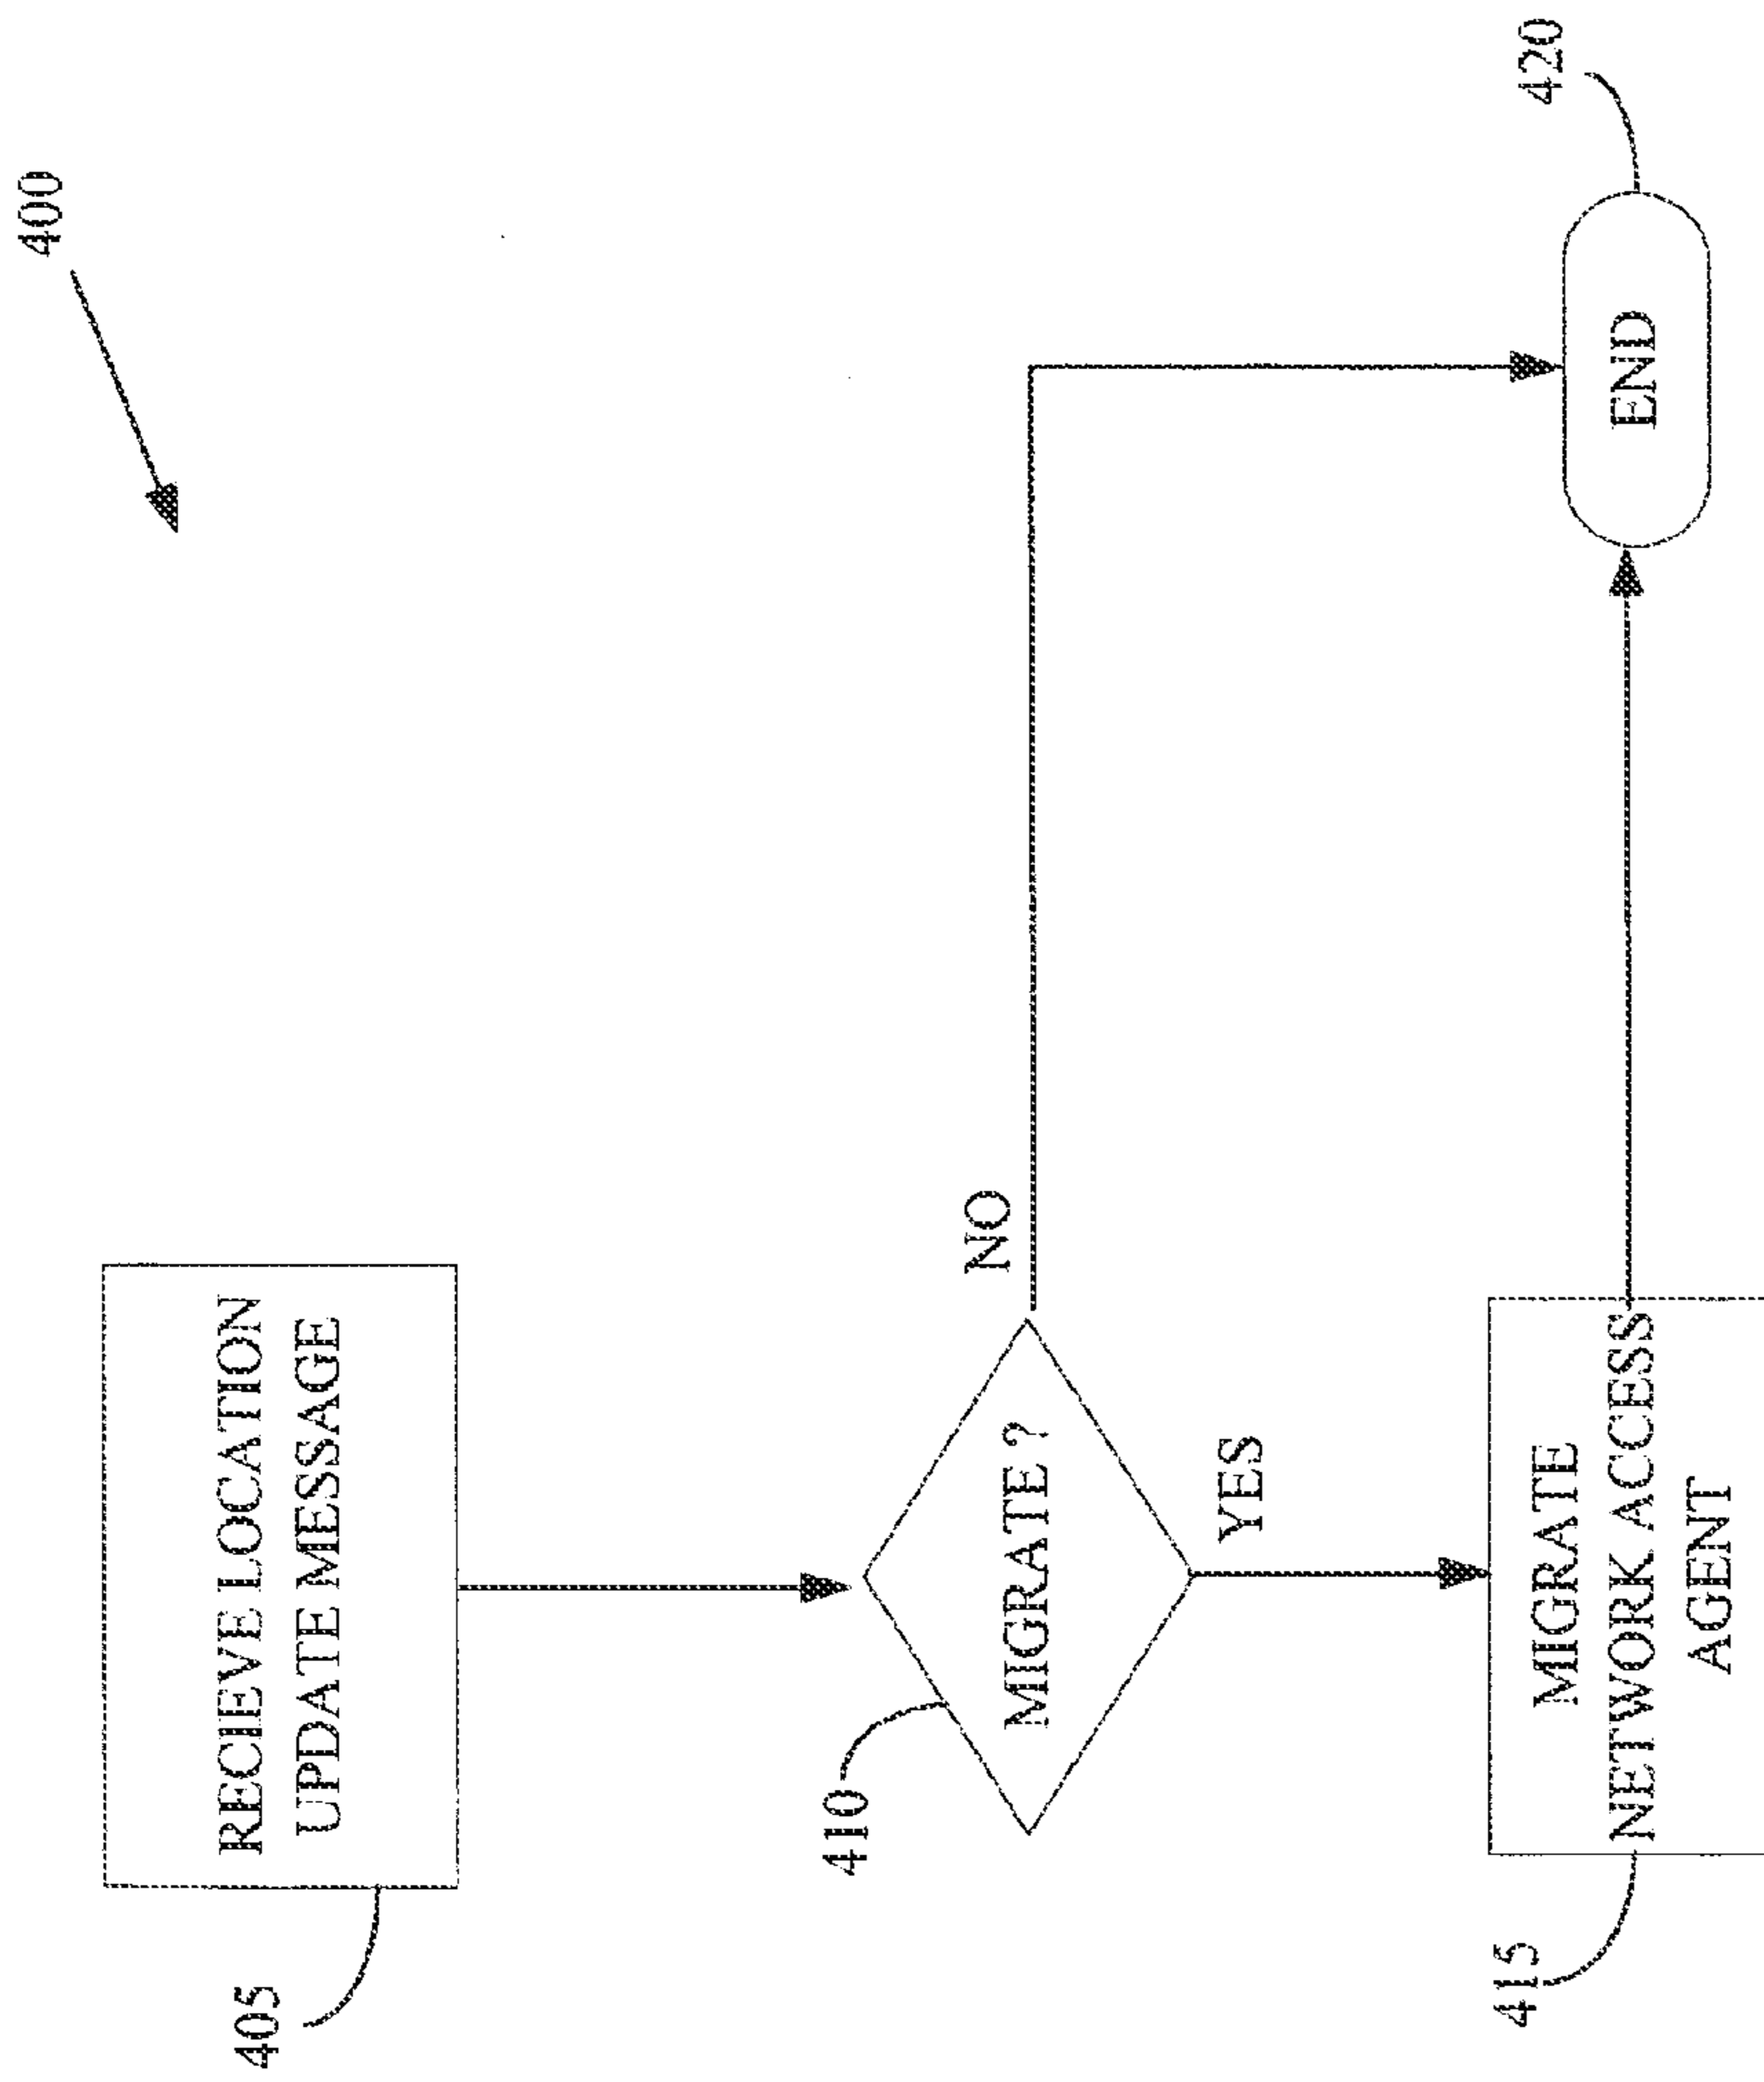 400
405
RECIEVE LOCATION
UPDATE MESSAGE
410
MIGRATE ?
NO
YES
415
MIGRATE
NETWORK ACCESS
AGENT
END
420